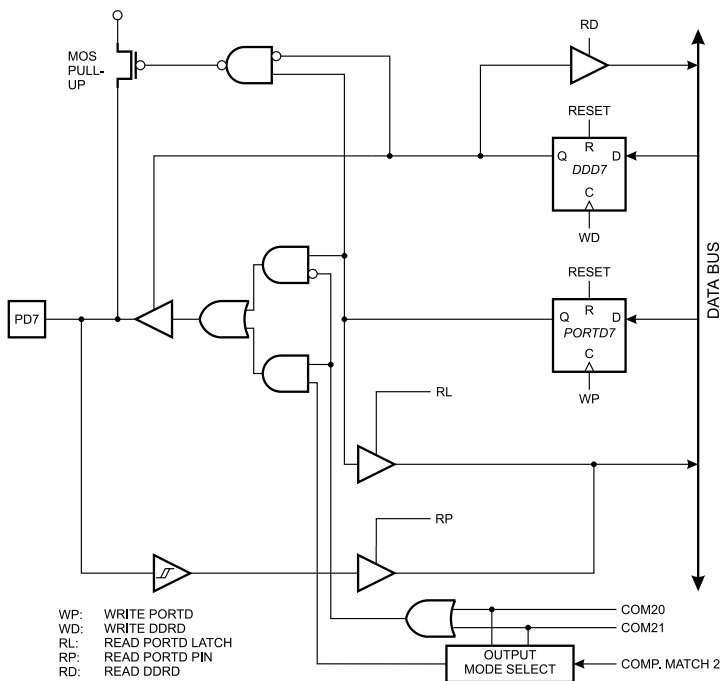 RD
MOS
PULL-
UP
RESET
R
Q
D
DDD7
C
WD
RESET
R
PD7
Q
D
PORTD7
C
WP
DATA BUS
RL
RP
WP: WRITE PORTD
WD: WRITE DDRD
RL: READ PORTD LATCH
RP: READ PORTD PIN
RD: READ DDRD
COM20
COM21
OUTPUT
MODE SELECT
COMP. MATCH 2